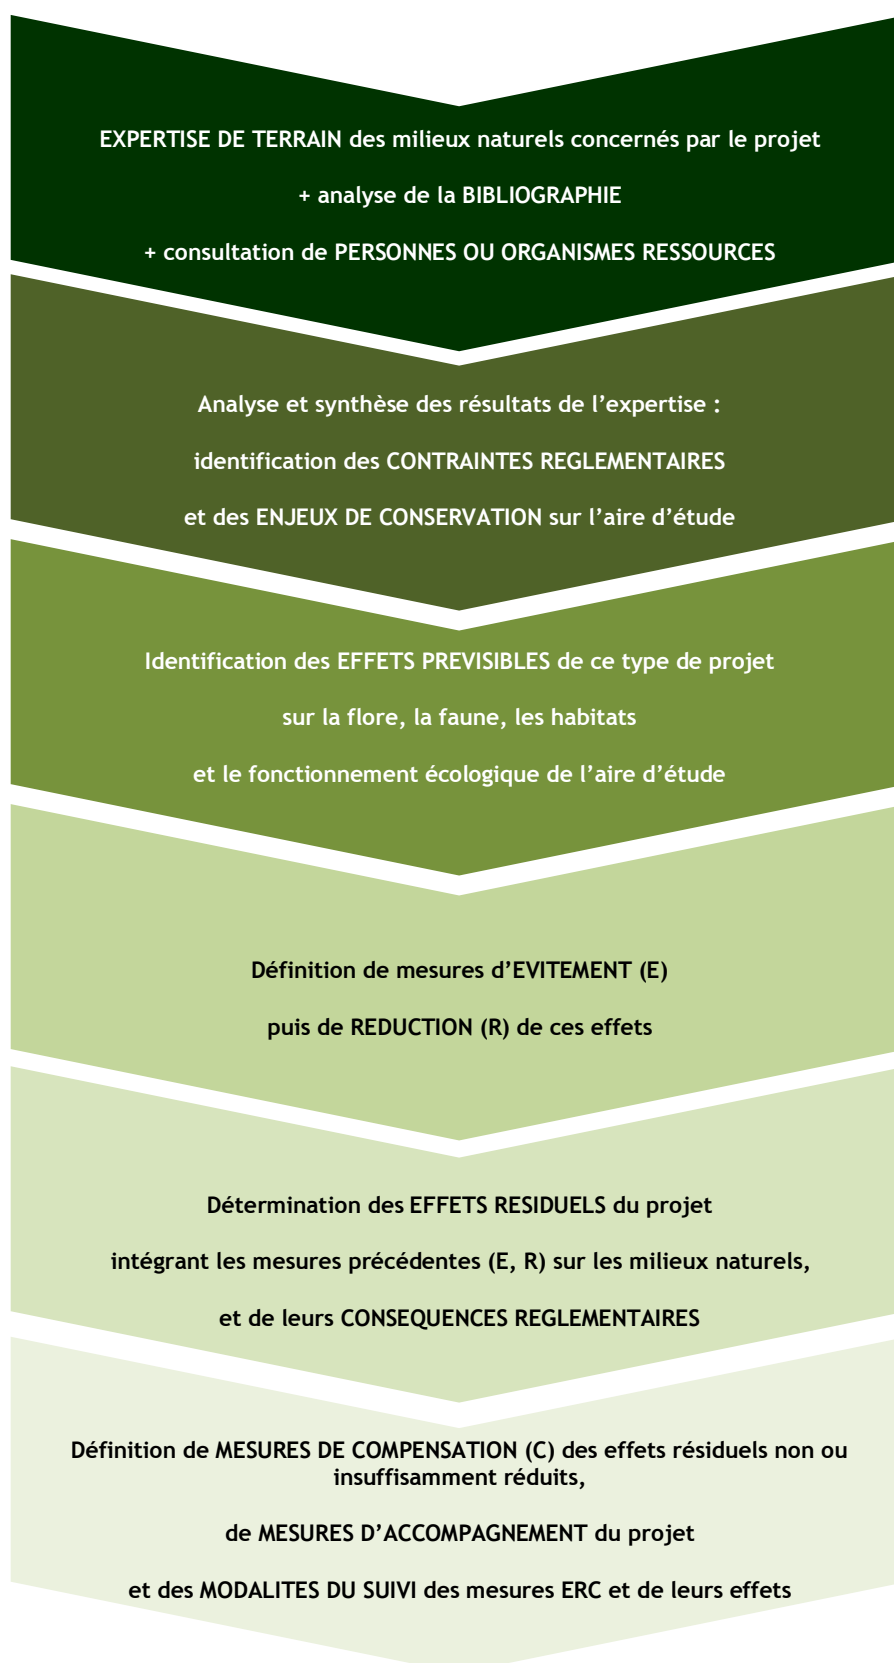 EXPERTISE DE TERRAIN des milieux naturels concernés par le projet
+ analyse de la BIBLIOGRAPHIE
+ consultation de PERSONNES OU ORGANISMES RESSOURCES
Analyse et synthèse des résultats de l’expertise :
identification des CONTRAINTES REGLEMENTAIRES
et des ENJEUX DE CONSERVATION sur l’aire d’étude
Identification des EFFETS PREVISIBLES de ce type de projet
sur la flore, la faune, les habitats
et le fonctionnement écologique de l’aire d’étude
Définition de mesures d’EVITEMENT (E)
puis de REDUCTION (R) de ces effets
Détermination des EFFETS RESIDUELS du projet
intégrant les mesures précédentes (E, R) sur les milieux naturels,
et de leurs CONSEQUENCES REGLEMENTAIRES
Définition de MESURES DE COMPENSATION (C) des effets résiduels non ou
insuffisamment réduits,
de MESURES D’ACCOMPAGNEMENT du projet
et des MODALITES DU SUIVI des mesures ERC et de leurs effets